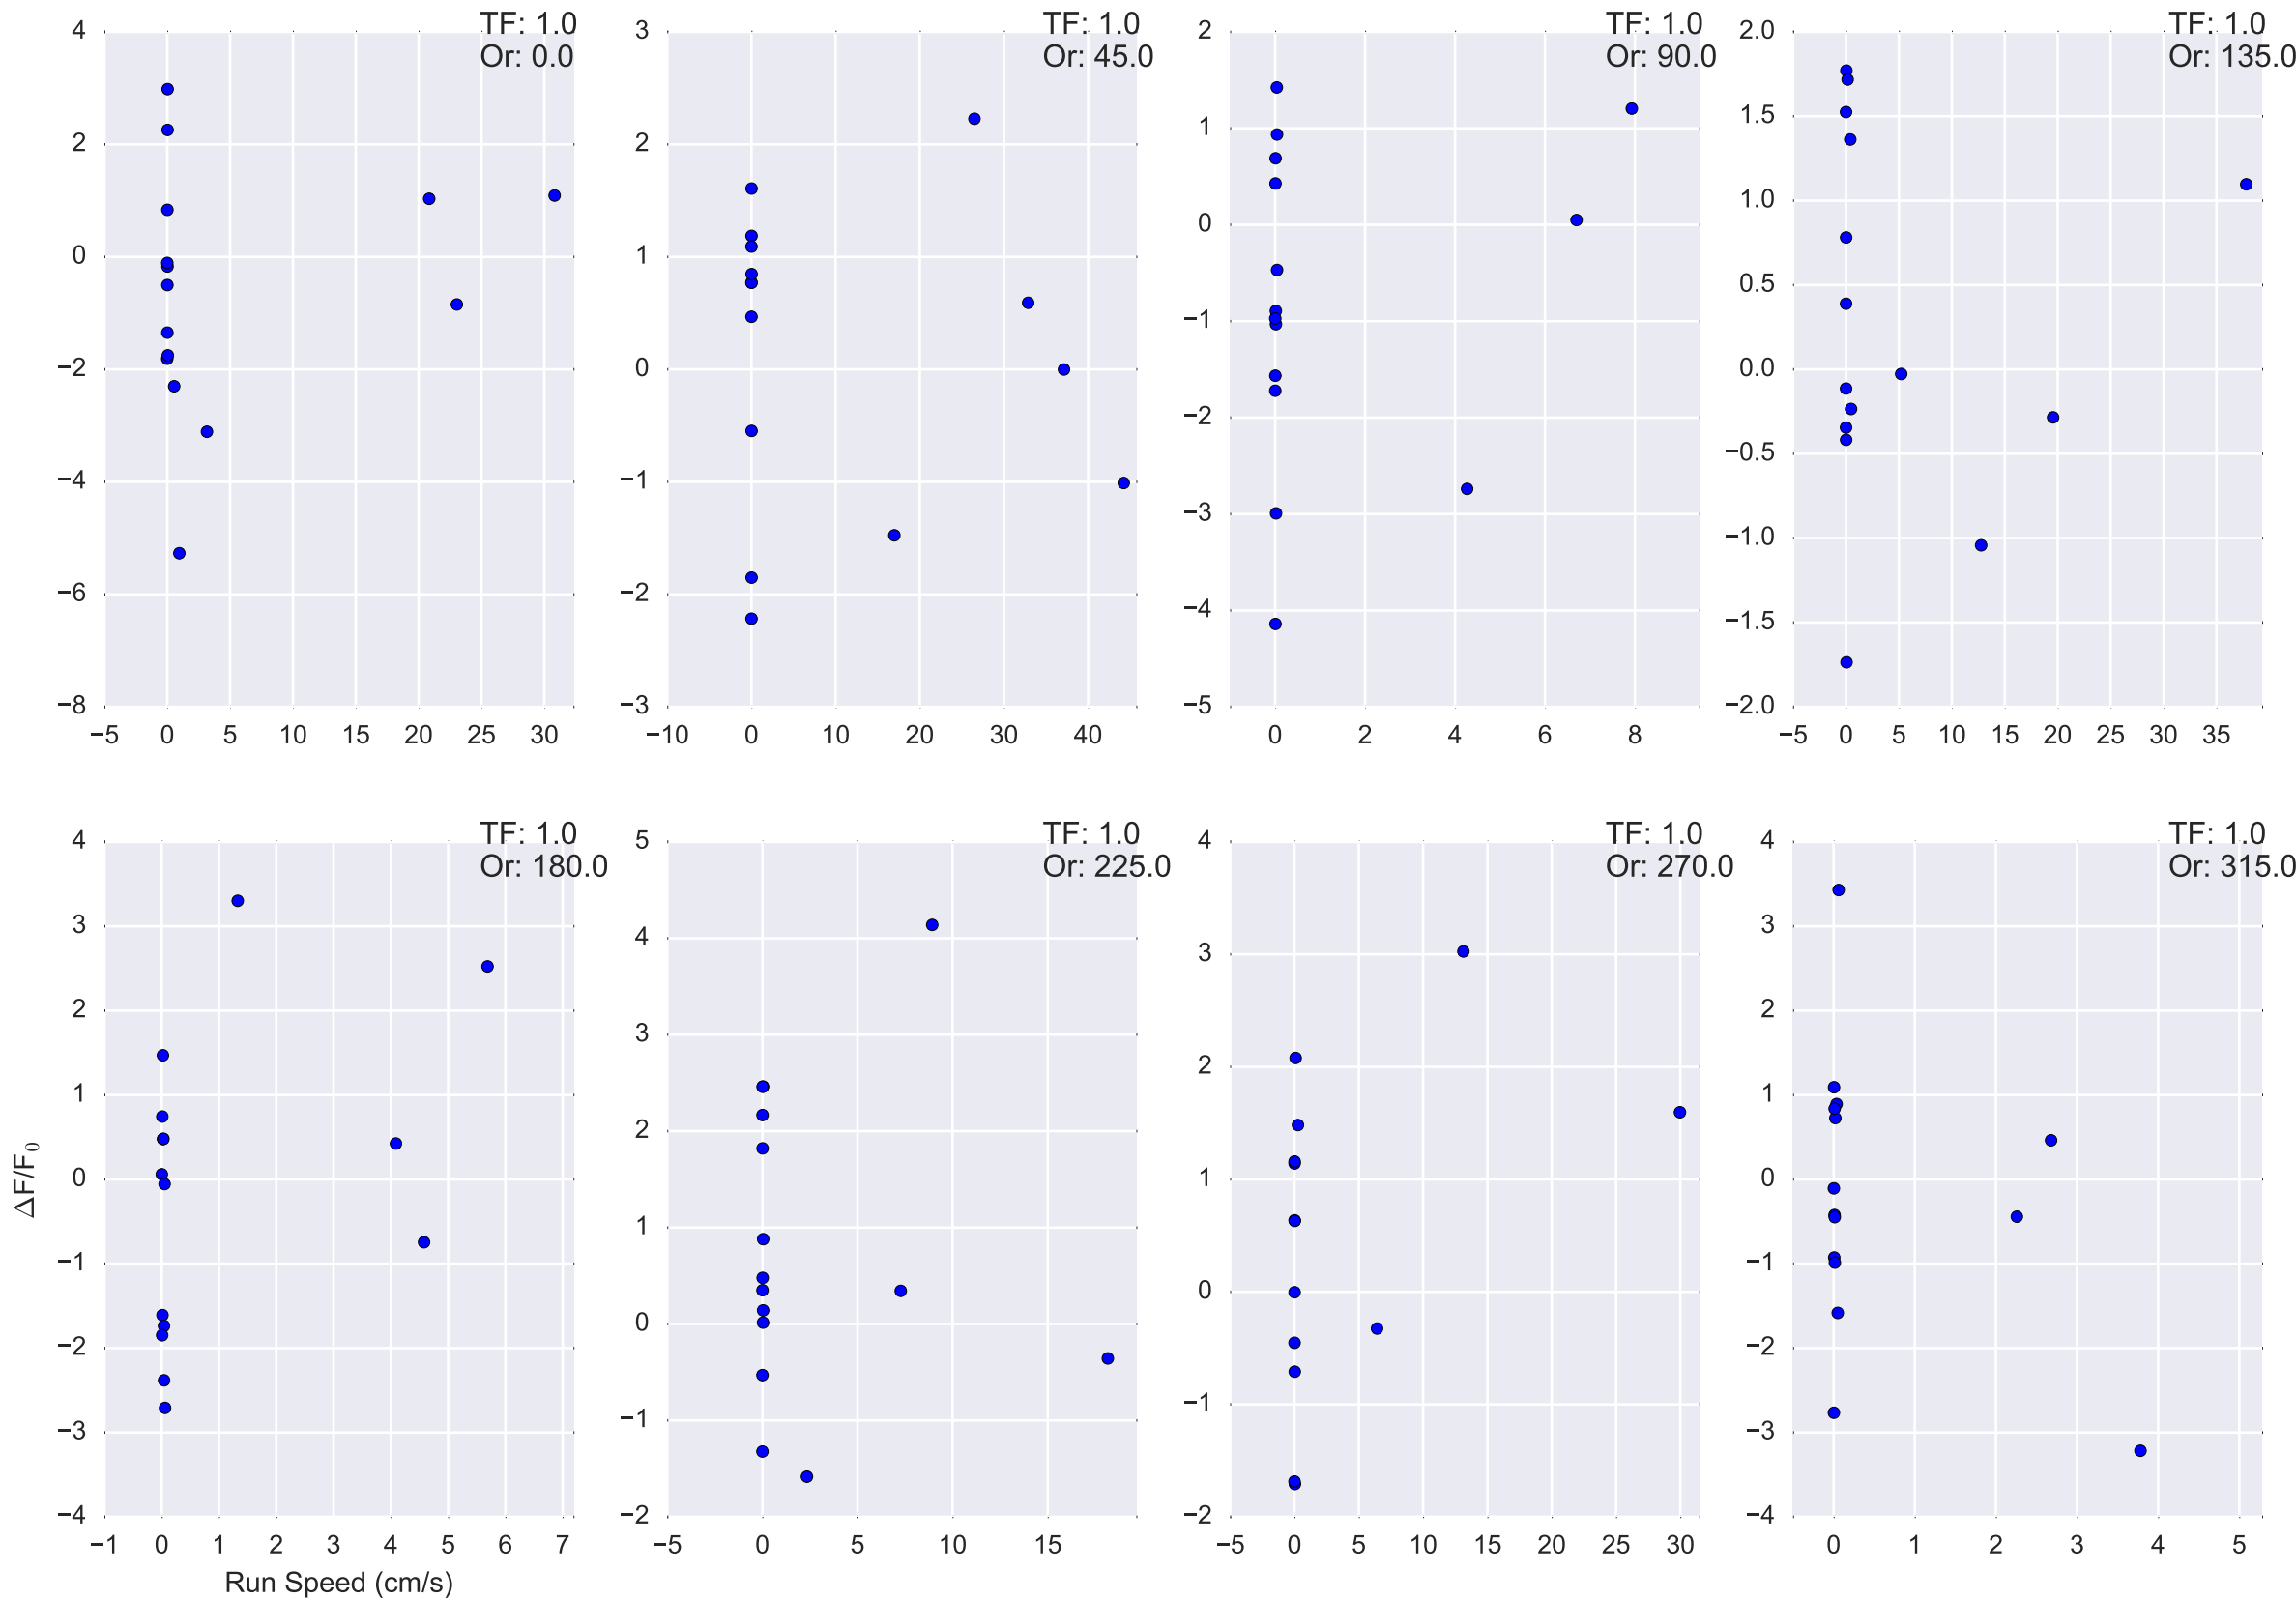 TF: 1.0
Or: 0.0
4
2
0
−2
−4
−6
−8
−5 0 5 10 15 20 25 30
TF: 1.0
Or: 45.0
3
2
1
0
−1
−2
−3
−10 0 10 20 30 40
TF: 1.0
Or: 90.0
2
1
0
−1
−2
−3
−4
−5
0 2 4 6 8
TF: 1.0
Or: 135.0
2.0
1.5
1.0
0.5
0.0
−0.5
−1.0
−1.5
−2.0
−5 0 5 10 15 20 25 30 35
TF: 1.0
Or: 180.0
4
3
2
1
0
−1
−2
−3
−4
−1 0 1 2 3 4 5 6 7
ΔF/F₀
Run Speed (cm/s)
TF: 1.0
Or: 225.0
5
4
3
2
1
0
−1
−2
−5 0 5 10 15
TF: 1.0
Or: 270.0
4
3
2
1
0
−1
−2
−5 0 5 10 15 20 25 30
TF: 1.0
Or: 315.0
4
3
2
1
0
−1
−2
−3
−4
0 1 2 3 4 5